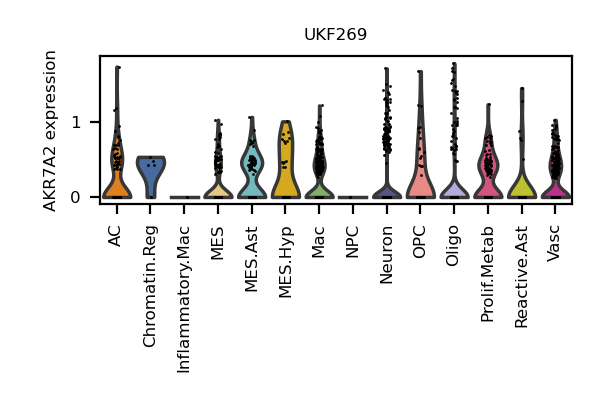 UKF269
AKR7A2 expression
1
0
AC
Chromatin.Reg
Inflammatory.Mac
MES
MES.Ast
MES.Hyp
Mac
NPC
Neuron
OPC
Oligo
Prolif.Metab
Reactive.Ast
Vasc